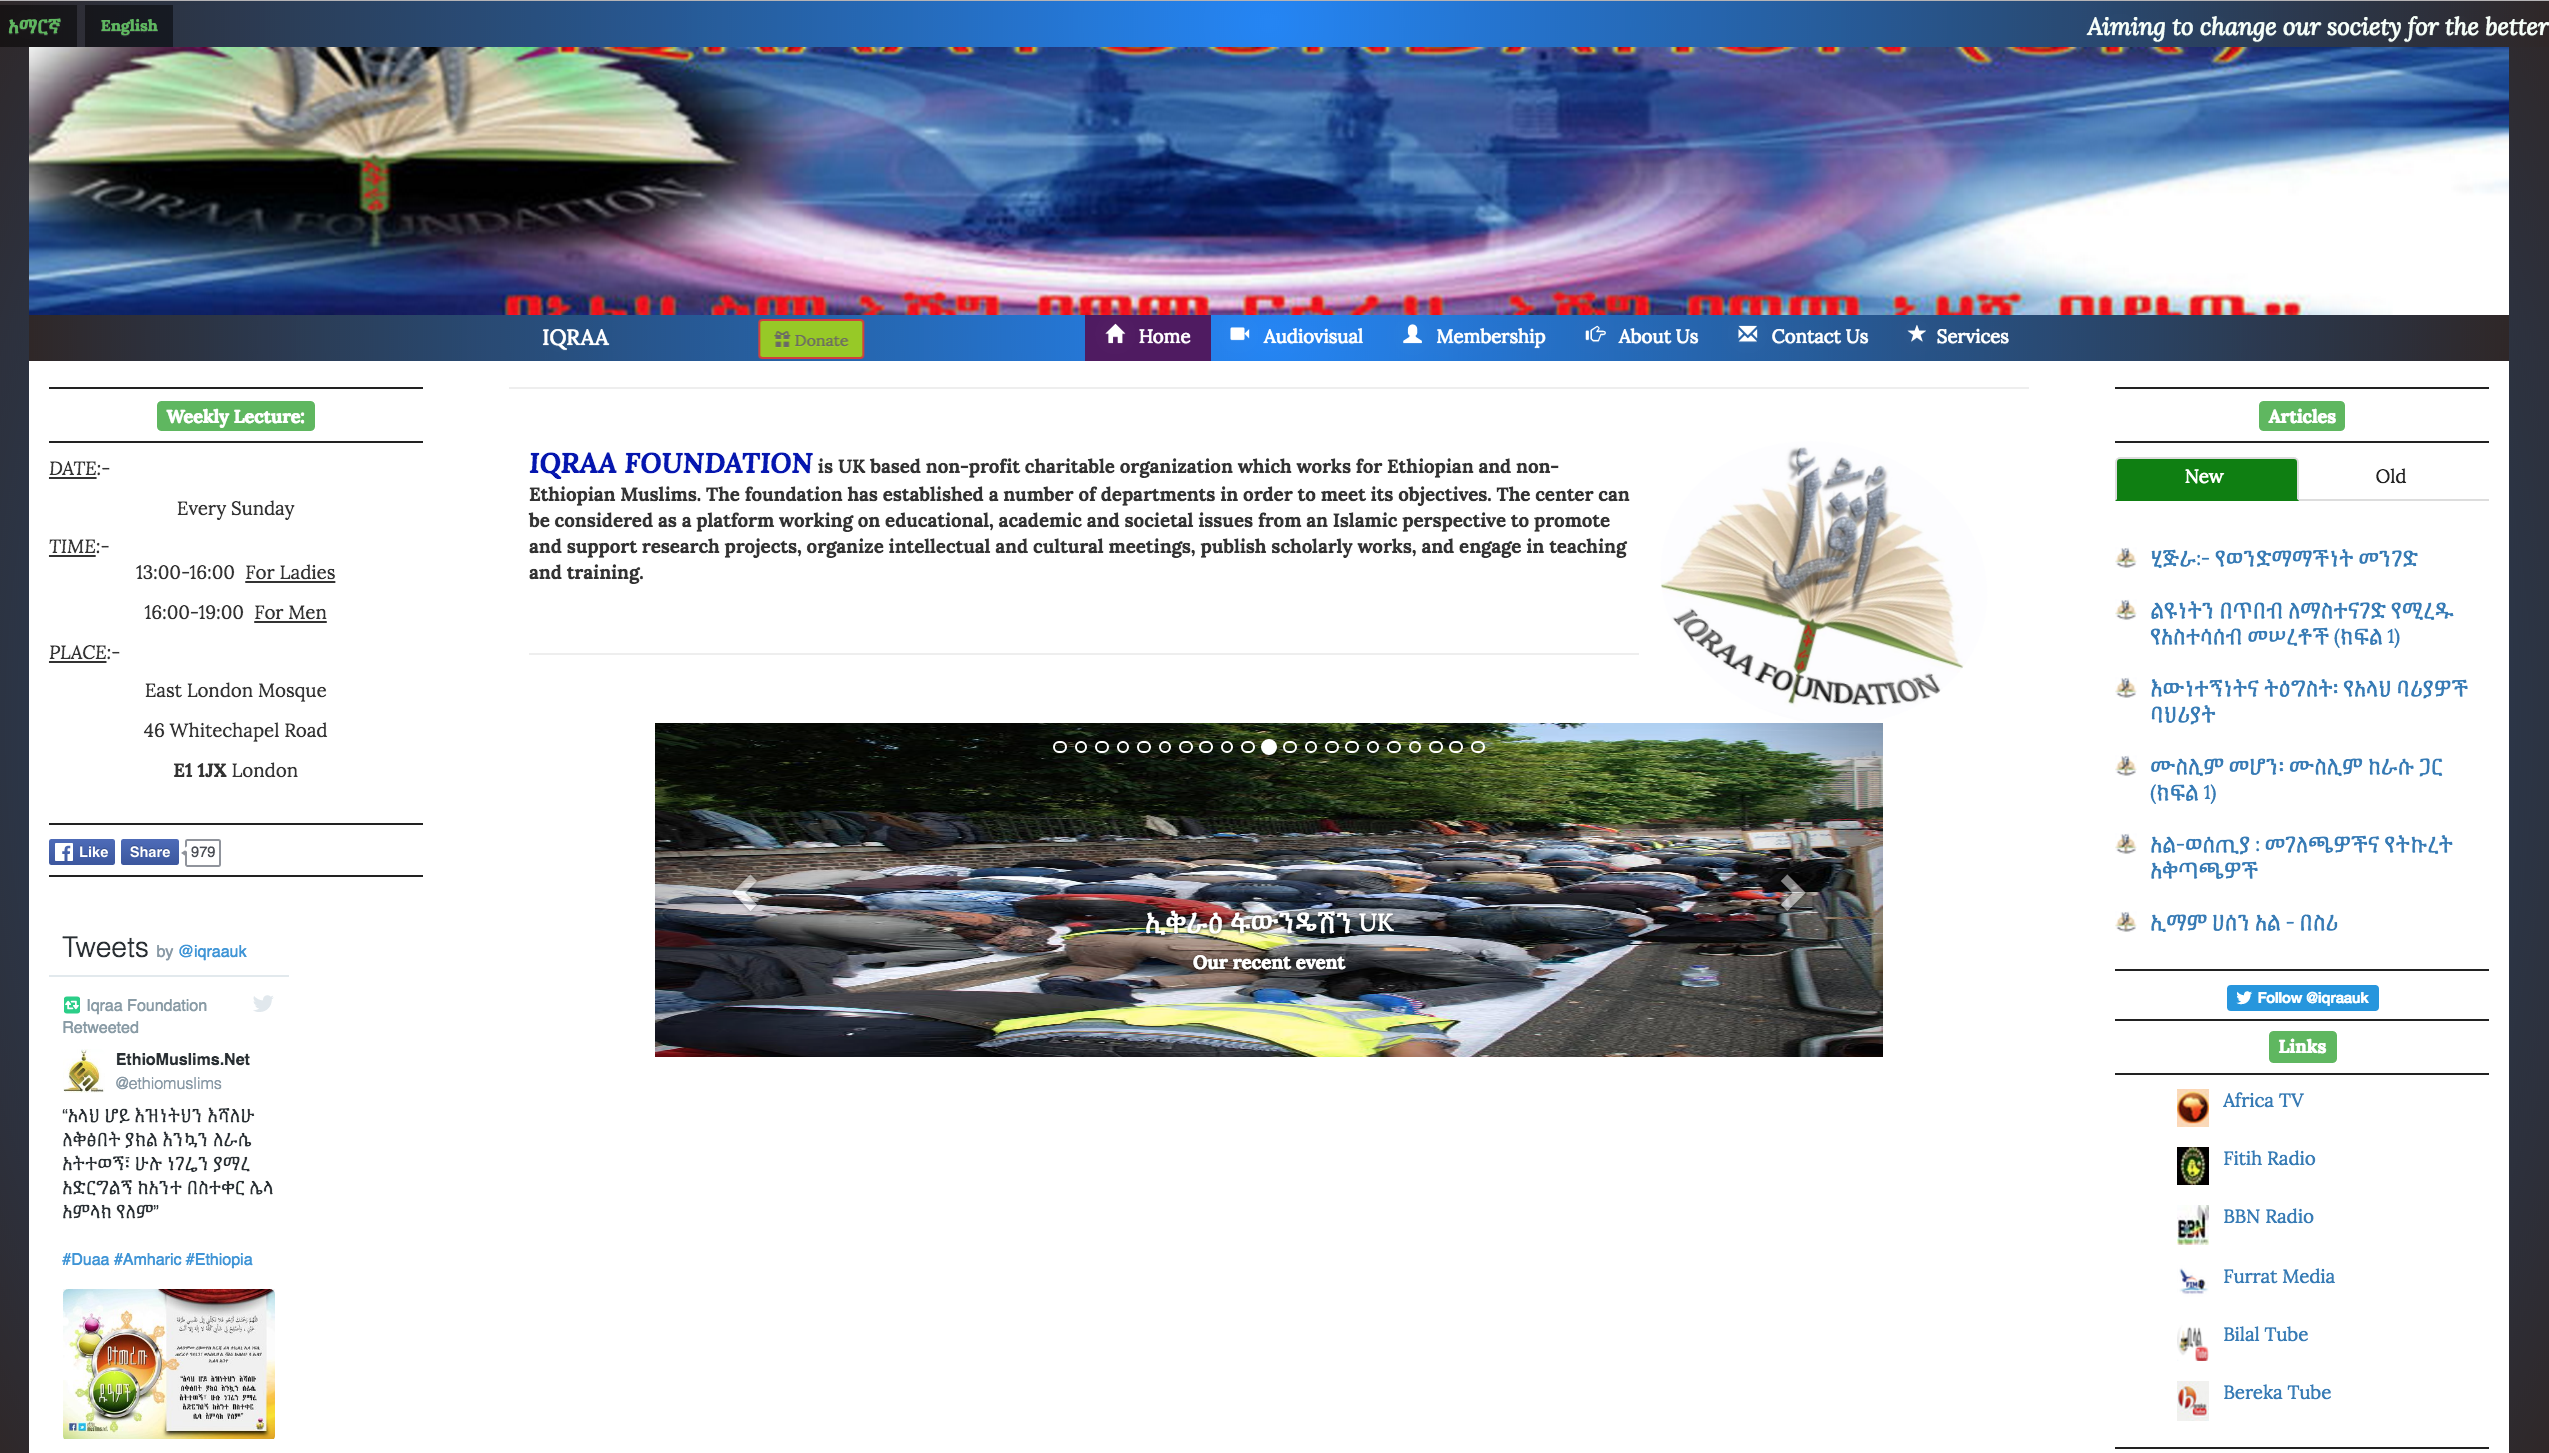 አማርኛ
English
Aiming to change our society for the better
IQRAA FOUNDATION
IQRAA
Donate
Home
Audiovisual
Membership
About Us
Contact Us
Services
Weekly Lecture:
DATE:-
Every Sunday
TIME:-
13:00-16:00 For Ladies
16:00-19:00 For Men
PLACE:-
East London Mosque
46 Whitechapel Road
E1 1JX London
Like
Share
979
Tweets by @iqraauk
Iqraa Foundation
Retweeted
EthioMuslims.Net
@ethiomuslims
“አላህ ሆይ እዝነትህን እሻለሁ
ለቅፅበት ያክል እንኳን ለራሴ
አትተወኝ፣ ሁሉ ነገሬን ያማረ
አድርግልኝ ከአንተ በስተቀር ሌላ
አምላክ የለም”
#Duaa #Amharic #Ethiopia
የተመረጡ
ዱዓዎች
IQRAA FOUNDATION is UK based non-profit charitable organization which works for Ethiopian and non-
Ethiopian Muslims. The foundation has established a number of departments in order to meet its objectives. The center can
be considered as a platform working on educational, academic and societal issues from an Islamic perspective to promote
and support research projects, organize intellectual and cultural meetings, publish scholarly works, and engage in teaching
and training.
إقرأ
IQRAA FOUNDATION
ኢቅራዕ ፋውንዴሽን UK
Our recent event
Articles
New
Old
ሂጅራ:- የወንድማማችነት መንገድ
ልዩነትን በጥበብ ለማስተናገድ የሚረዱ
የአስተሳሰብ መሠረቶች (ክፍል 1)
እውነተኝነትና ትዕግስት፡ የአላህ ባሪያዎች
ባህሪያት
ሙስሊም መሆን፡ ሙስሊም ከራሱ ጋር
(ክፍል 1)
አል-ወሰጢያ : መገለጫዎችና የትኩረት
አቅጣጫዎች
ኢማም ሀሰን አል - በስሪ
Follow @iqraauk
Links
Africa TV
Fitih Radio
BBN
BBN Radio
Furrat Media
Bilal Tube
Bereka Tube